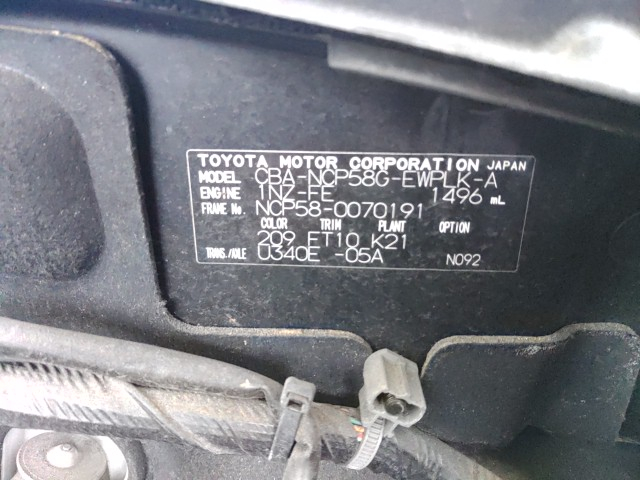 TOYOTA MOTOR CORPORATION JAPAN
MODEL CBA-NCP58G-EWPLK-A
ENGINE 1NZ-FE 1496 mL
FRAME No. NCP58-0070191
COLOR TRIM PLANT OPTION
209 ET10 K21
TRANS./AXLE U340E -05A N092